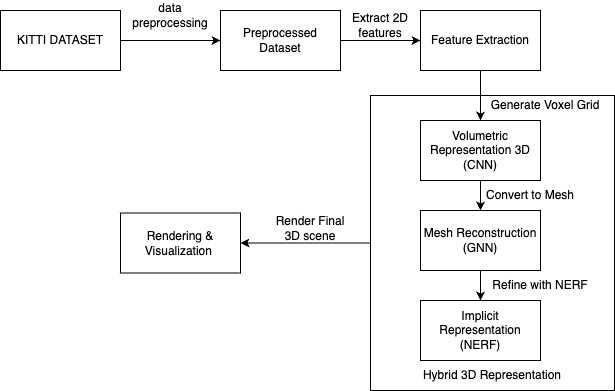 KITTI DATASET
data
preprocessing
Preprocessed
Dataset
Extract 2D
features
Feature Extraction
Generate Voxel Grid
Volumetric
Representation 3D
(CNN)
Convert to Mesh
Mesh Reconstruction
(GNN)
Refine with NERF
Implicit
Representation
(NERF)
Hybrid 3D Representation
Render Final
3D scene
Rendering &
Visualization